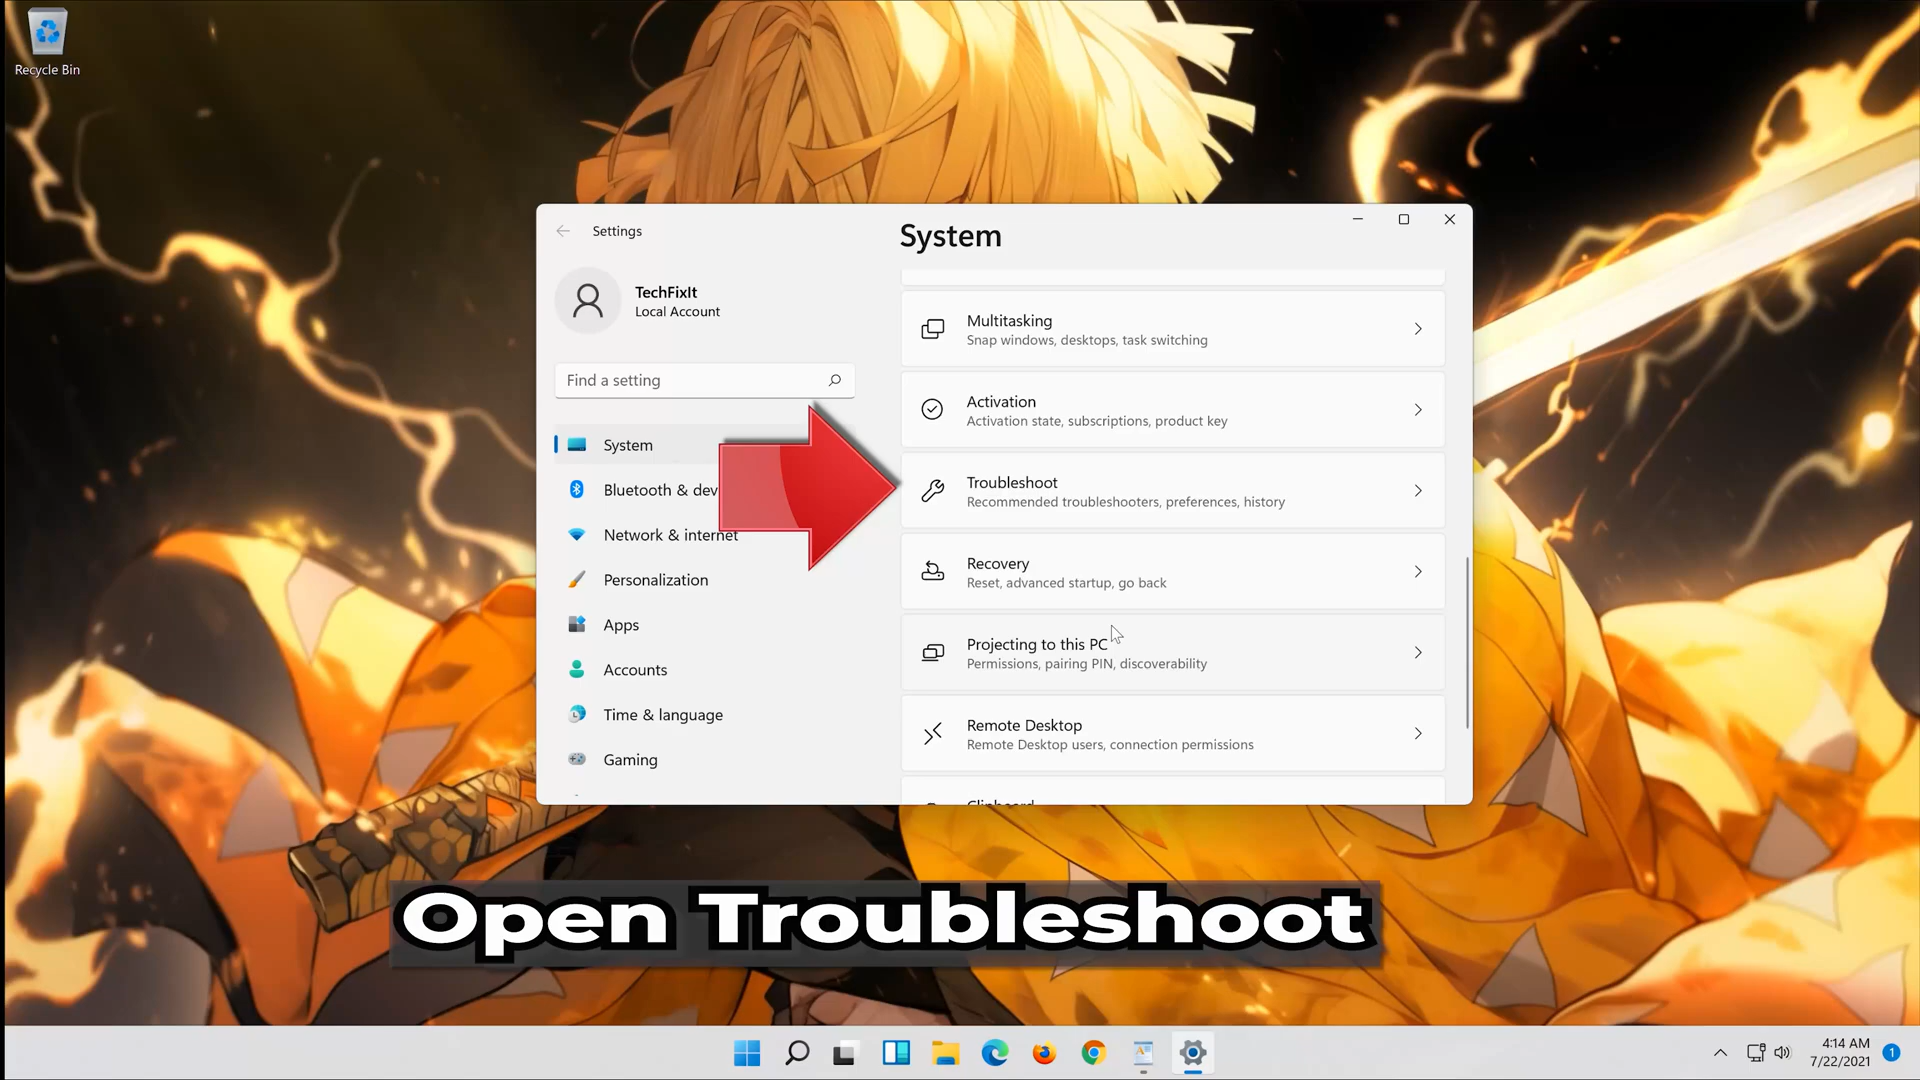 Recycle Bin
Settings
System
TechFixIt
Local Account
Find a setting
System
Bluetooth & dev
Network & internet
Personalization
Apps
Accounts
Time & language
Gaming
Multitasking
Snap windows, desktops, task switching
Activation
Activation state, subscriptions, product key
Troubleshoot
Recommended troubleshooters, preferences, history
Recovery
Reset, advanced startup, go back
Projecting to this PC
Permissions, pairing PIN, discoverability
Remote Desktop
Remote Desktop users, connection permissions
Clipboard
Open Troubleshoot
4:14 AM
7/22/2021
1